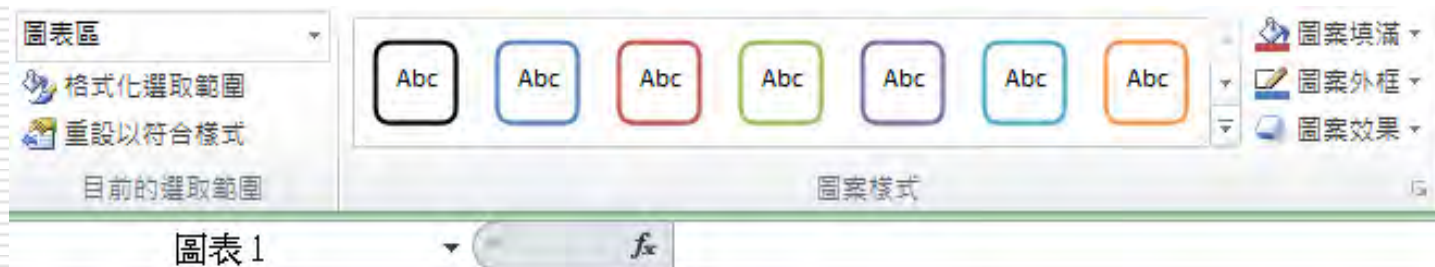 圖表區
格式化選取範圍
重設以符合樣式
目前的選取範圍
Abc Abc Abc Abc Abc Abc Abc
圖案填滿
圖案外框
圖案效果
圖案樣式
圖表 1 fx